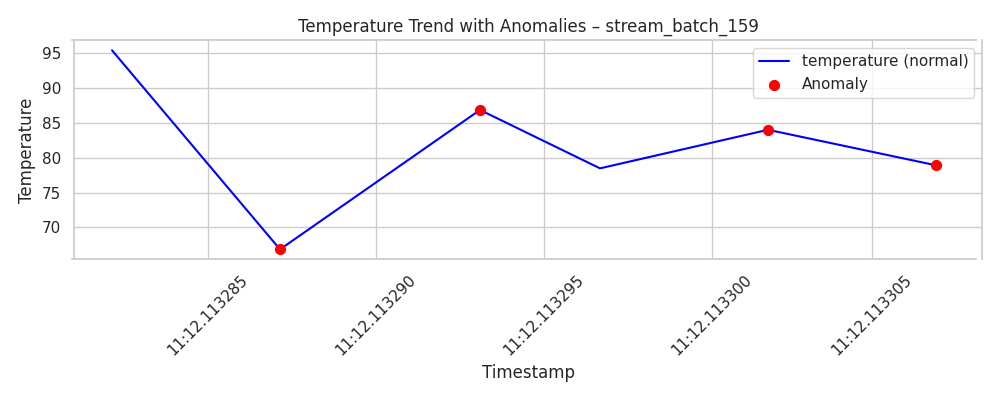 Temperature Trend with Anomalies – stream_batch_159
temperature (normal)
Anomaly
Temperature
95
90
85
80
75
70
11:12.113285
11:12.113290
11:12.113295
11:12.113300
11:12.113305
Timestamp